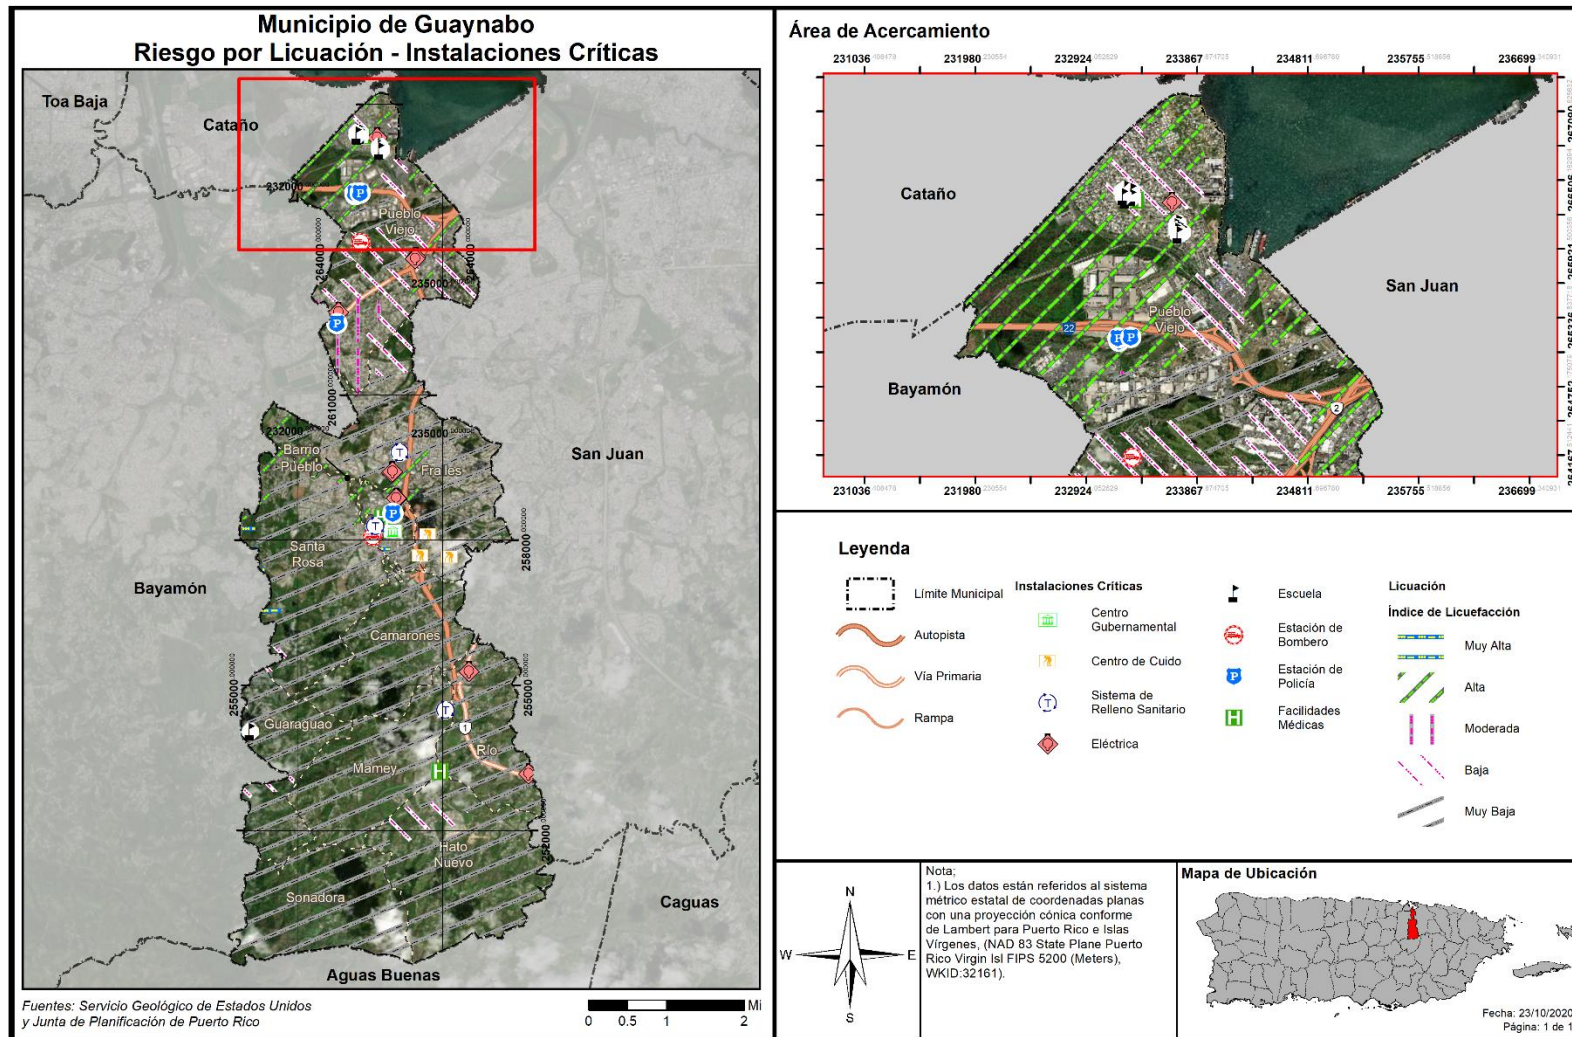 Municipio de Guaynabo
Riesgo por Licuación - Instalaciones Críticas
Toa Baja
Cataño
232000
Pueblo
Viejo
264000
264000
235000
261000
232000
235000
Barrio
Pueblo
Frailes
San Juan
Santa
Rosa
258000
Bayamón
Camarones
255000
255000
Guaraguao
1
Río
Mamey
Hato
Nuevo
252000
Sonadora
Caguas
Aguas Buenas
Fuentes: Servicio Geológico de Estados Unidos
y Junta de Planificación de Puerto Rico
Mi
0 0.5 1 2
Área de Acercamiento
231036 231980 232924 233867 234811 235755 236699
Cataño
San Juan
Pueblo
Viejo
22
Bayamón
2
231036 231980 232924 233867 234811 235755 236699
Leyenda
Límite Municipal
Autopista
Vía Primaria
Rampa
Instalaciones Críticas
Centro
Gubernamental
Centro de Cuido
Sistema de
Relleno Sanitario
Eléctrica
Escuela
Estación de
Bombero
Estación de
Policía
Facilidades
Médicas
Licuación
Índice de Licuefacción
Muy Alta
Alta
Moderada
Baja
Muy Baja
N
W E
S
Nota;
1.) Los datos están referidos al sistema
métrico estatal de coordenadas planas
con una proyección cónica conforme
de Lambert para Puerto Rico e Islas
Vírgenes, (NAD 83 State Plane Puerto
Rico Virgin Isl FIPS 5200 (Meters),
WKID:32161).
Mapa de Ubicación
Fecha: 23/10/2020
Página: 1 de 1